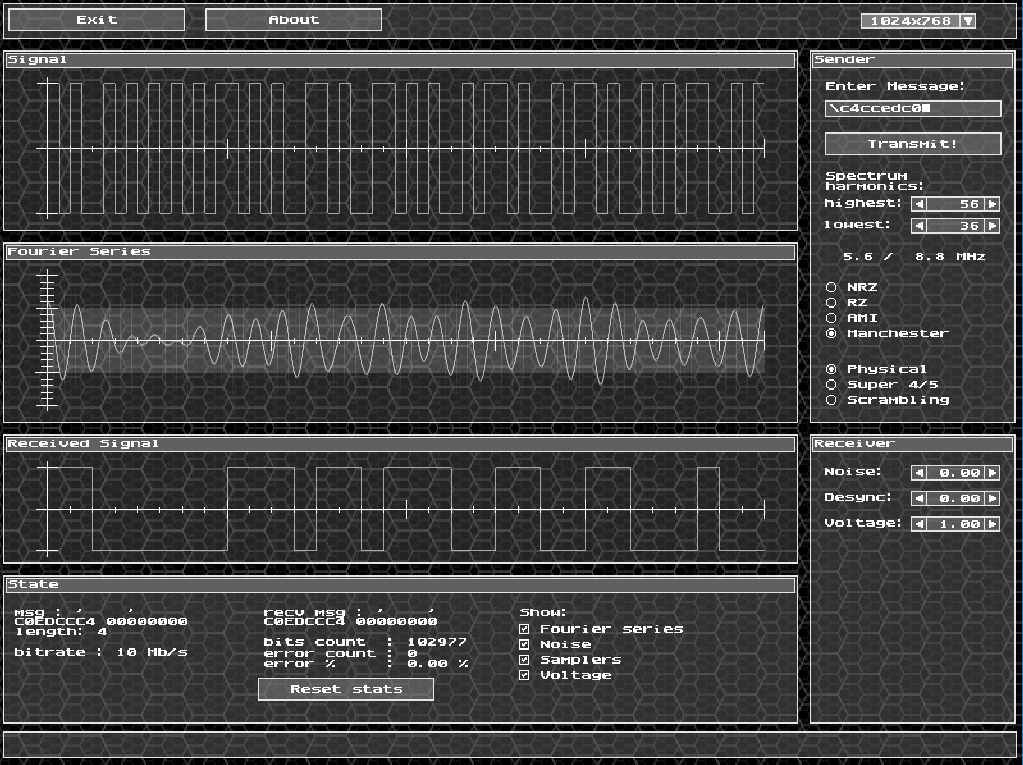 Exit
About
1024x768
Signal
Sender
Enter Message:
\c4ccedc0
Transmit!
Spectrum
harmonics:
highest: 56
lowest: 36
5.6 / 8.8 MHz
NRZ
RZ
AMI
Manchester
Physical
Super 4/5
Scrambling
Fourier Series
Received Signal
Receiver
Noise: 0.00
Desync: 0.00
Voltage: 1.00
State
msg : ' '
C0EDCCC4 00000000
length: 4
bitrate : 10 Mb/s
recv msg : ' '
C0EDCCC4 00000000
bits count : 102977
error count : 0
error % : 0.00 %
Reset stats
Show:
Fourier series
Noise
Samplers
Voltage